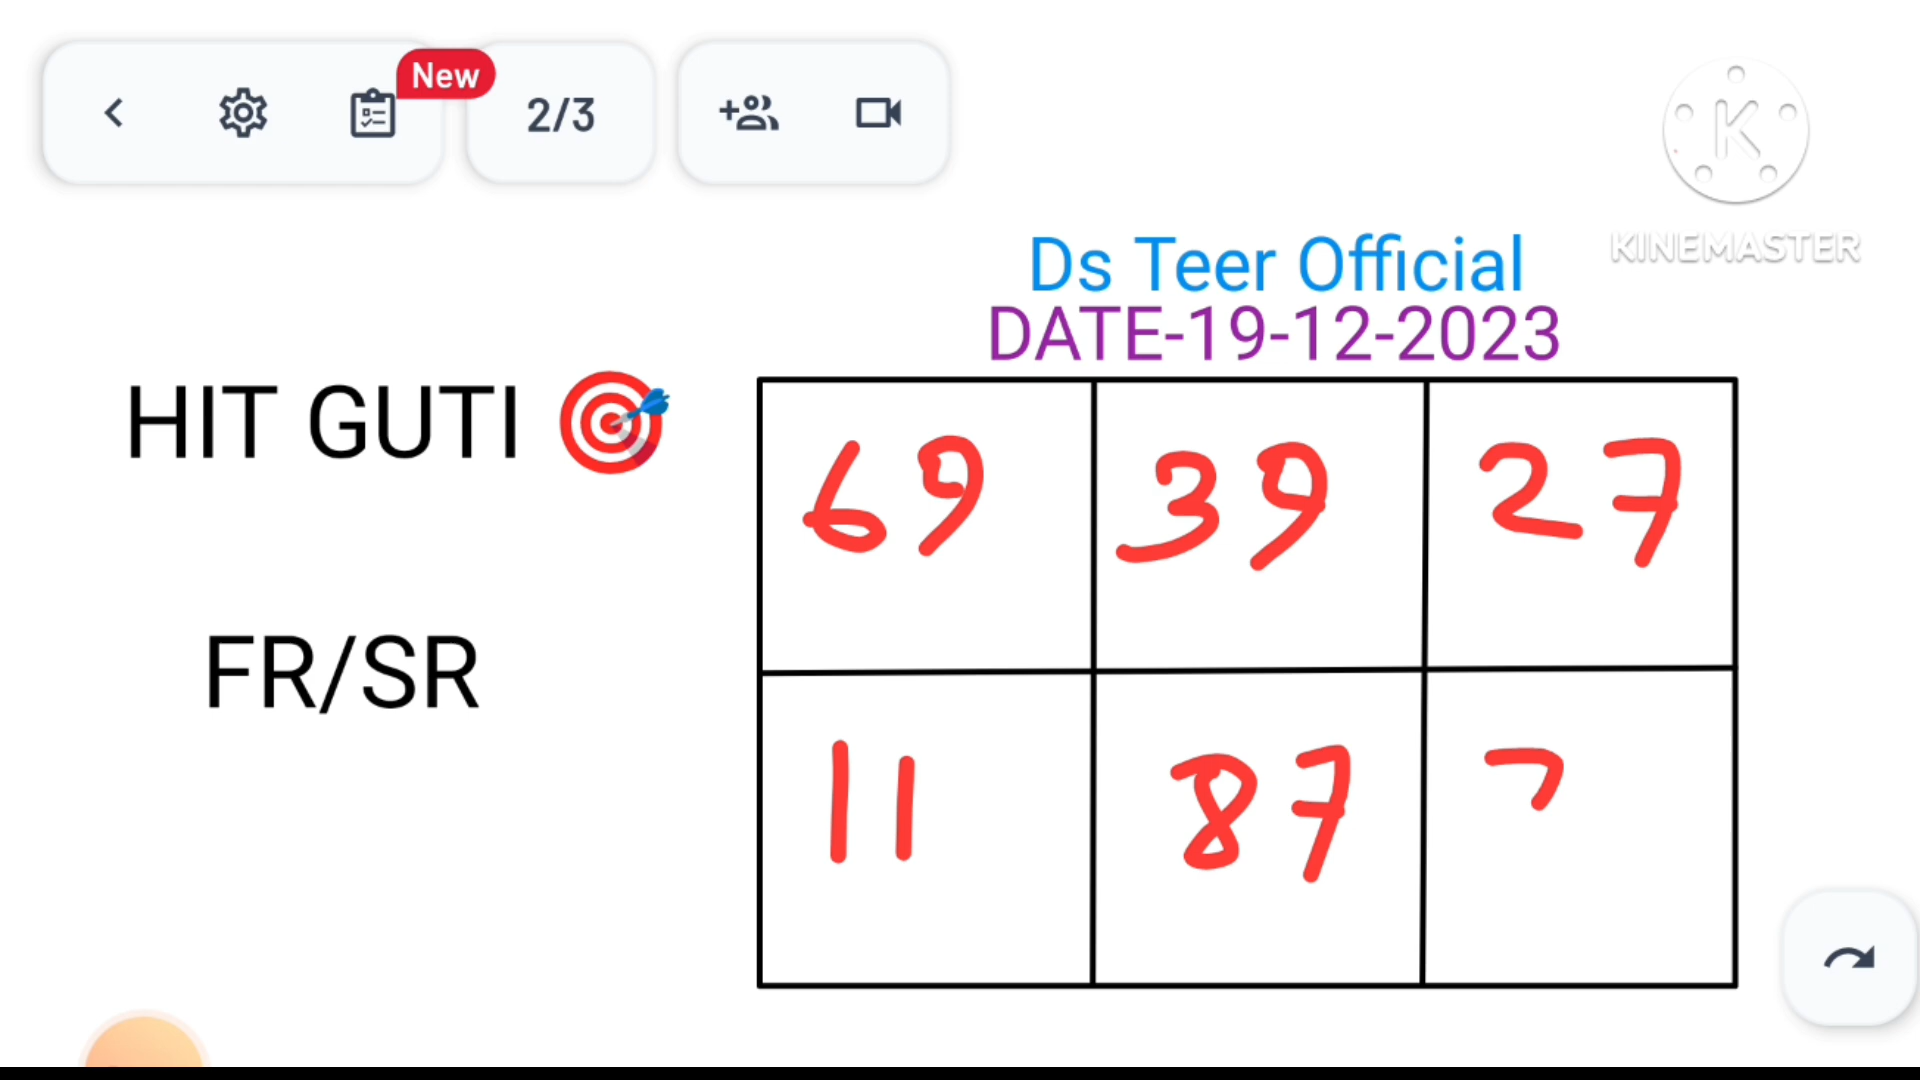 New
2/3
K
KINEMASTER
Ds Teer Official
DATE-19-12-2023
HIT GUTI 🎯
69 39 27
FR/SR
11 87